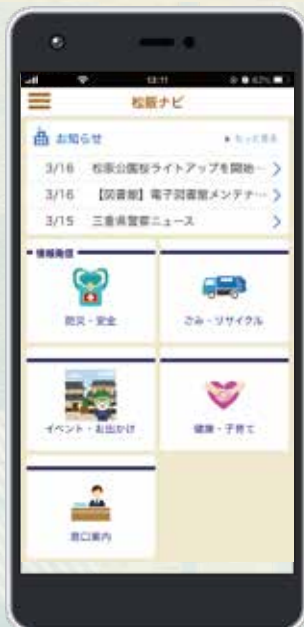 13:11 62%
松阪ナビ
お知らせ もっと見る
3/16 松阪公園桜ライトアップを開始…
3/16 【図書館】電子図書館メンテナ…
3/15 三重県警察ニュース
情報発信
防災・安全 ごみ・リサイクル
イベント・お出かけ 健康・子育て
窓口案内